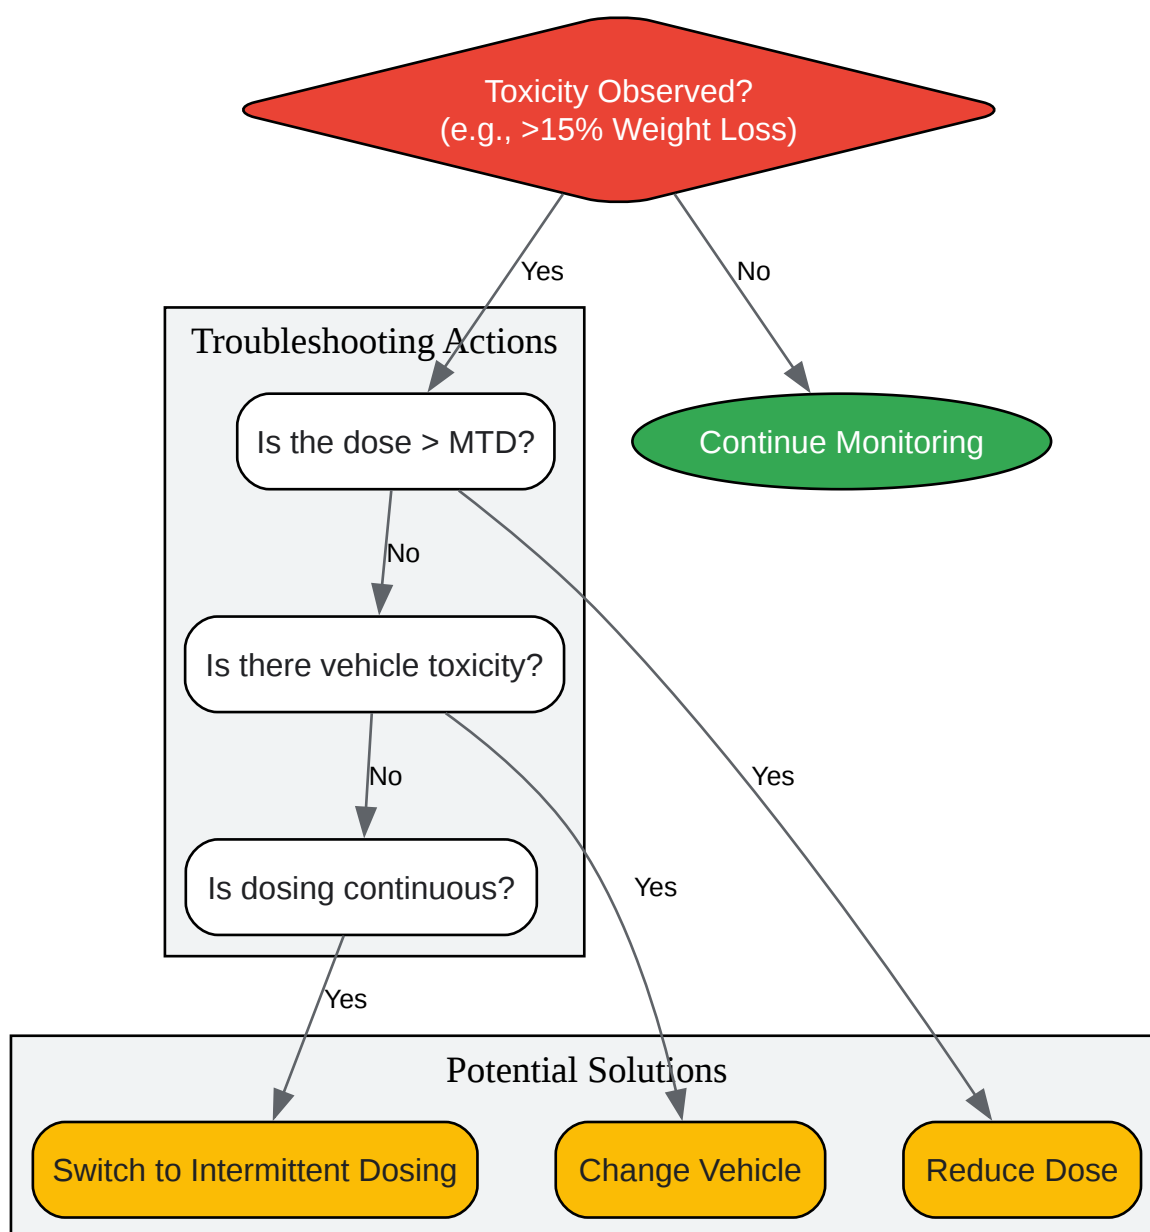 Toxicity Observed?
(e.g., >15% Weight Loss)
Yes
No
Troubleshooting Actions
Is the dose > MTD?
Continue Monitoring
No
Is there vehicle toxicity?
No
Yes
Is dosing continuous?
Yes
Yes
Potential Solutions
Switch to Intermittent Dosing
Change Vehicle
Reduce Dose